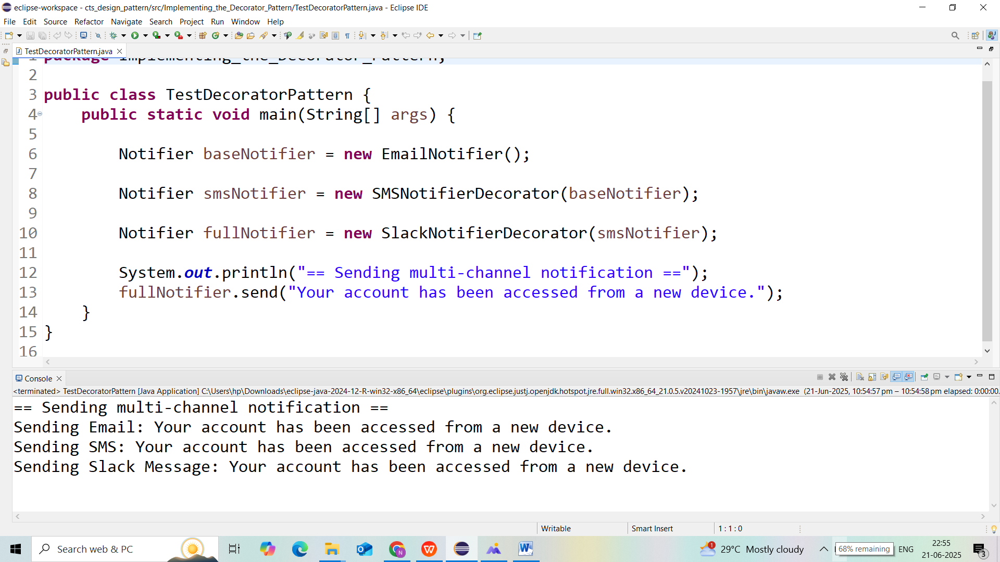 eclipse-workspace - cts_design_pattern/src/Implementing_the_Decorator_Pattern/TestDecoratorPattern.java - Eclipse IDE
File Edit Source Refactor Navigate Search Project Run Window Help
TestDecoratorPattern.java
1 package Implementing_the_Decorator_Pattern;
2
3 public class TestDecoratorPattern {
4 public static void main(String[] args) {
5
6 Notifier baseNotifier = new EmailNotifier();
7
8 Notifier smsNotifier = new SMSNotifierDecorator(baseNotifier);
9
10 Notifier fullNotifier = new SlackNotifierDecorator(smsNotifier);
11
12 System.out.println("== Sending multi-channel notification ==");
13 fullNotifier.send("Your account has been accessed from a new device.");
14 }
15 }
16
Console
<terminated> TestDecoratorPattern [Java Application] C:\Users\hp\Downloads\eclipse-java-2024-12-R-win32-x86_64\eclipse\plugins\org.eclipse.justj.openjdk.hotspot.jre.full.win32.x86_64_21.0.5.v20241023-1957\jre\bin\javaw.exe (21-Jun-2025, 10:54:57 pm – 10:54:58 pm elapsed: 0:00:00.
== Sending multi-channel notification ==
Sending Email: Your account has been accessed from a new device.
Sending SMS: Your account has been accessed from a new device.
Sending Slack Message: Your account has been accessed from a new device.
Writable Smart Insert 1 : 1 : 0
Search web & PC
1 29°C Mostly cloudy
68% remaining
ENG
22:55
21-06-2025
3